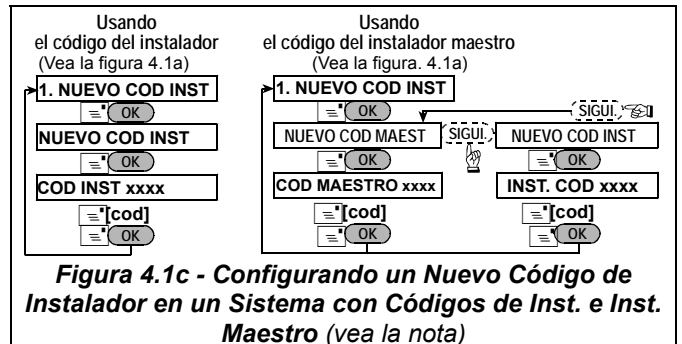 Usando
el código del instalador
(Vea la figura 4.1a)
1. NUEVO COD INST
OK
NUEVO COD INST
OK
COD INST xxxx
[cod]
OK
Usando
el código del instalador maestro
(Vea la figura. 4.1a)
1. NUEVO COD INST
OK
SIGUI.
NUEVO COD MAEST
SIGUI.
NUEVO COD INST
OK
OK
COD MAESTRO xxxx
INST. COD xxxx
[cod]
[cod]
OK
OK
Figura 4.1c - Configurando un Nuevo Código de
Instalador en un Sistema con Códigos de Inst. e Inst.
Maestro (vea la nota)